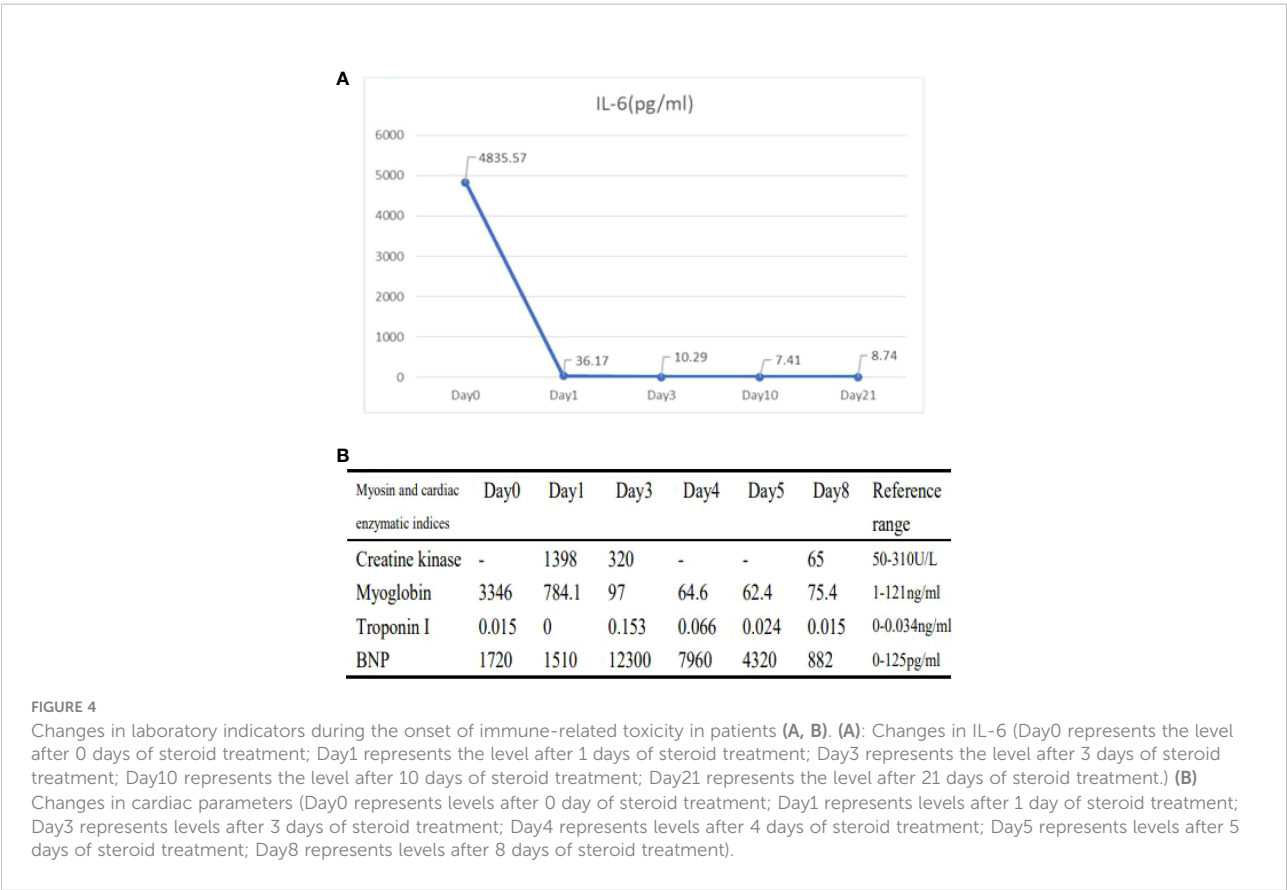 A
IL-6(pg/ml)
6000
5000
4000
3000
2000
1000
0
4835.57
36.17
10.29
7.41
8.74
Day0 Day1 Day3 Day10 Day21
B
Myosin and cardiac enzymatic indices Day0 Day1 Day3 Day4 Day5 Day8 Reference range
Creatine kinase - 1398 320 - - 65 50-310U/L
Myoglobin 3346 784.1 97 64.6 62.4 75.4 1-121ng/ml
Troponin I 0.015 0 0.153 0.066 0.024 0.015 0-0.034ng/ml
BNP 1720 1510 12300 7960 4320 882 0-125pg/ml
FIGURE 4
Changes in laboratory indicators during the onset of immune-related toxicity in patients (A, B). (A): Changes in IL-6 (Day0 represents the level
after 0 days of steroid treatment; Day1 represents the level after 1 days of steroid treatment; Day3 represents the level after 3 days of steroid
treatment; Day10 represents the level after 10 days of steroid treatment; Day21 represents the level after 21 days of steroid treatment.) (B)
Changes in cardiac parameters (Day0 represents levels after 0 day of steroid treatment; Day1 represents levels after 1 day of steroid treatment;
Day3 represents levels after 3 days of steroid treatment; Day4 represents levels after 4 days of steroid treatment; Day5 represents levels after 5
days of steroid treatment; Day8 represents levels after 8 days of steroid treatment).